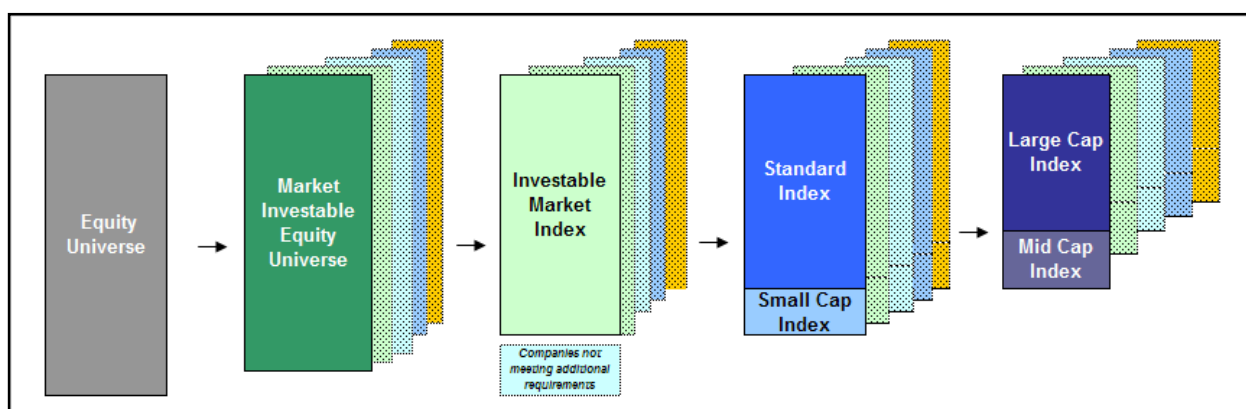 Equity
Universe
Market
Investable
Equity
Universe
Investable
Market
Index
Companies not
meeting additional
requirements
Standard
Index
Small Cap
Index
Large Cap
Index
Mid Cap
Index